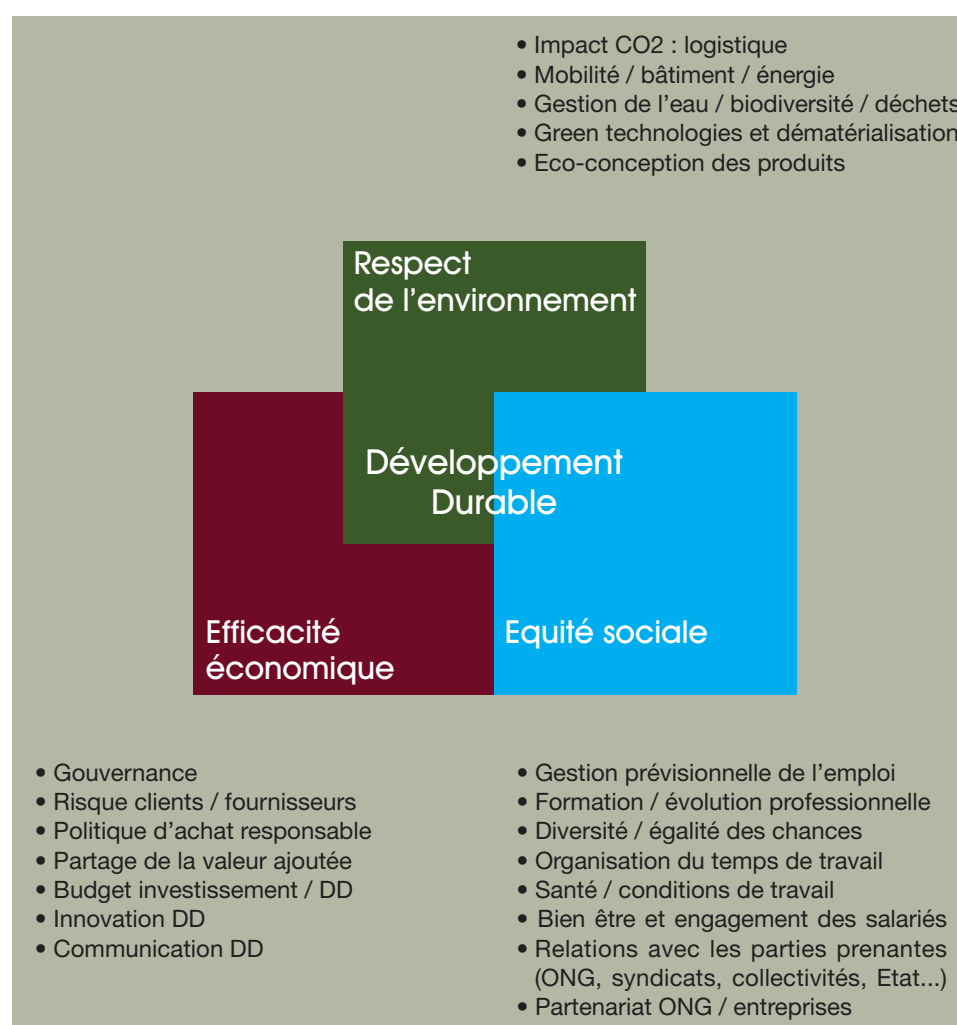 • Impact CO2 : logistique
• Mobilité / bâtiment / énergie
• Gestion de l’eau / biodiversité / déchets
• Green technologies et dématérialisation
• Eco-conception des produits
Respect
de l’environnement
Développement
Durable
Efficacité
économique
Equité sociale
• Gouvernance
• Risque clients / fournisseurs
• Politique d’achat responsable
• Partage de la valeur ajoutée
• Budget investissement / DD
• Innovation DD
• Communication DD
• Gestion prévisionnelle de l’emploi
• Formation / évolution professionnelle
• Diversité / égalité des chances
• Organisation du temps de travail
• Santé / conditions de travail
• Bien être et engagement des salariés
• Relations avec les parties prenantes
(ONG, syndicats, collectivités, Etat...)
• Partenariat ONG / entreprises